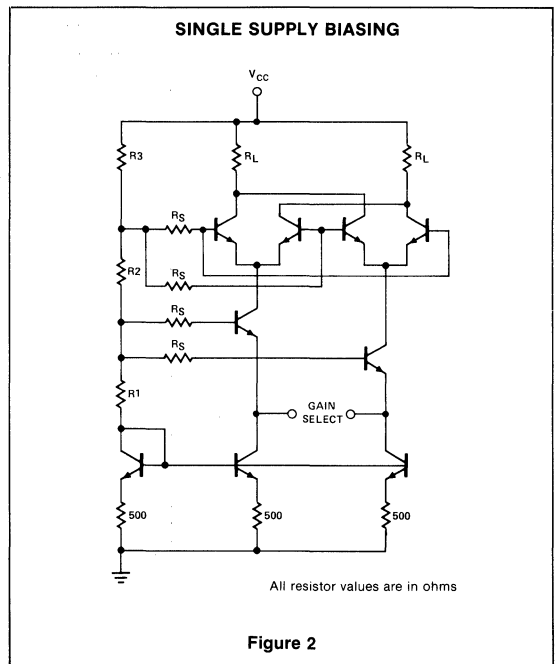 SINGLE SUPPLY BIASING
VCC
R3
RL
RL
RS
R2
RS
RS
RS
R1
GAIN
SELECT
500
500
500
All resistor values are in ohms
Figure 2